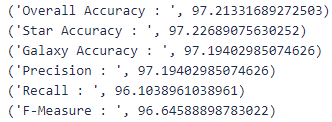 ('Overall Accuracy : ', 97.21331689272503)
('Star Accuracy : ', 97.22689075630252)
('Galaxy Accuracy : ', 97.19402985074626)
('Precision : ', 97.19402985074626)
('Recall : ', 96.1038961038961)
('F-Measure : ', 96.64588898783022)